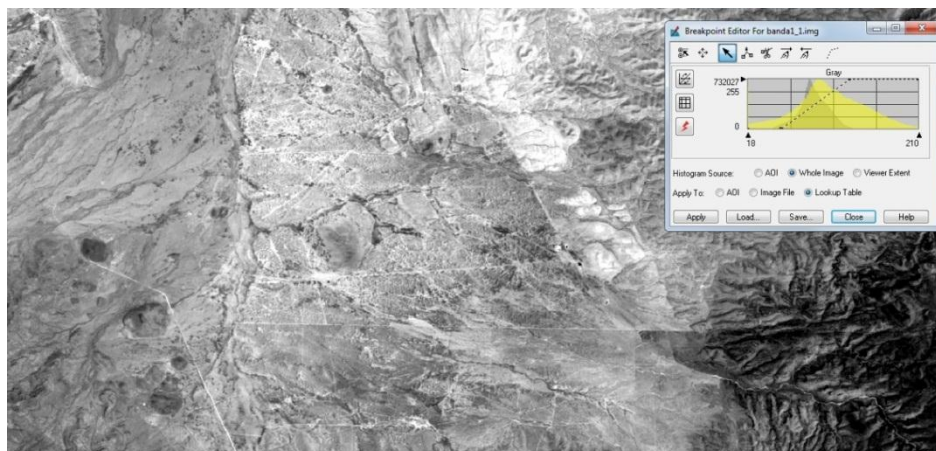 Breakpoint Editor For banda1_1.img
Gray
732027
255
0
18 210
Histogram Source: AOI Whole Image Viewer Extent
Apply To: AOI Image File Lookup Table
Apply Load... Save... Close Help